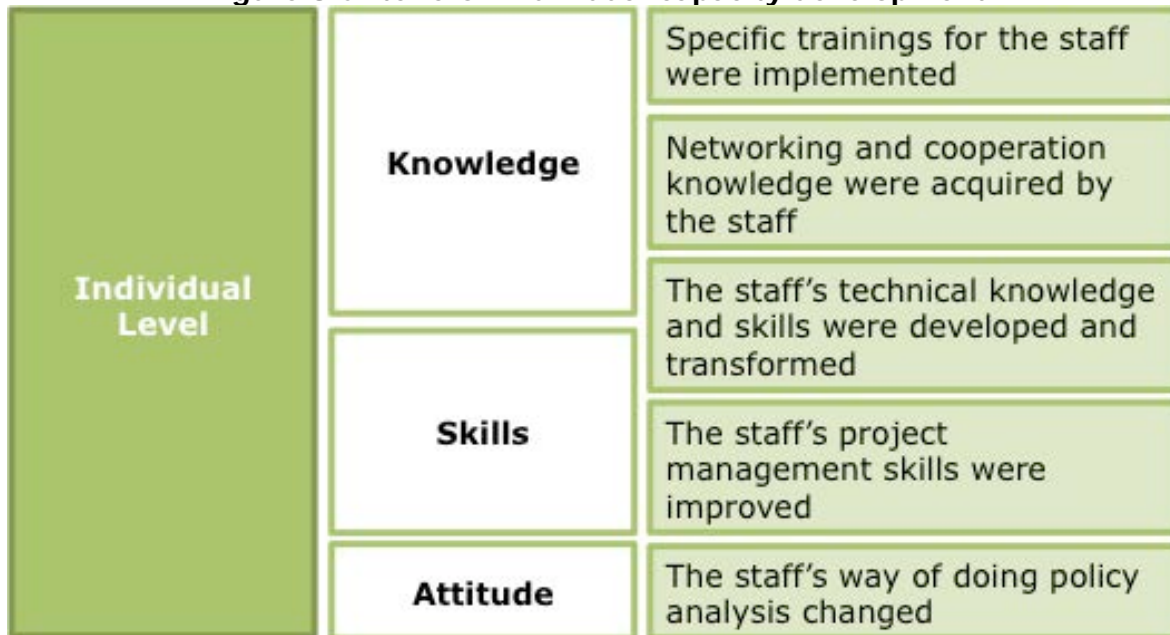 Individual
Level
Knowledge
Specific trainings for the staff
were implemented
Networking and cooperation
knowledge were acquired by
the staff
The staff’s technical knowledge
and skills were developed and
transformed
Skills
The staff’s project
management skills were
improved
Attitude
The staff’s way of doing policy
analysis changed